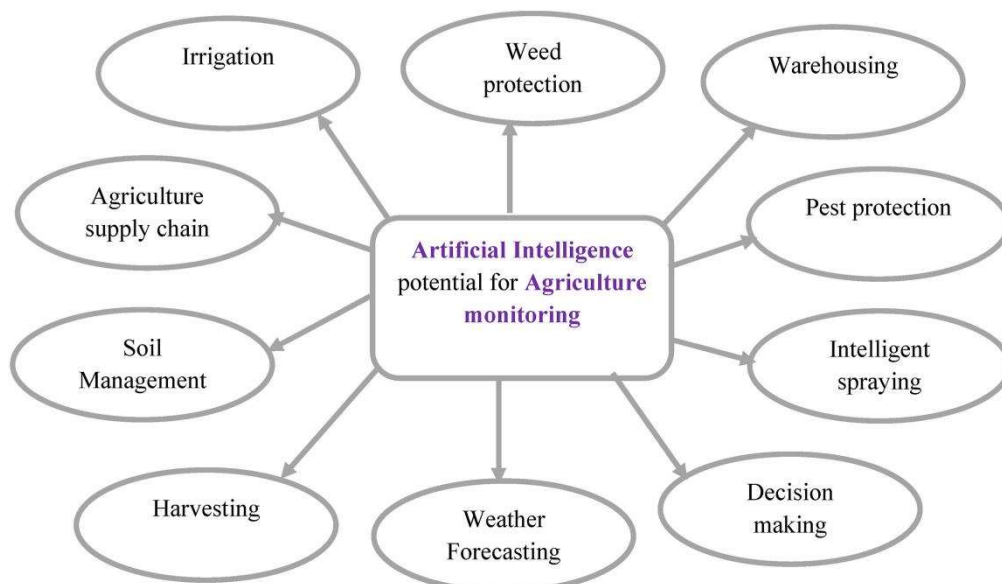 Irrigation
Weed
protection
Warehousing
Agriculture
supply chain
Artificial Intelligence
potential for Agriculture
monitoring
Pest protection
Soil
Management
Intelligent
spraying
Harvesting
Weather
Forecasting
Decision
making